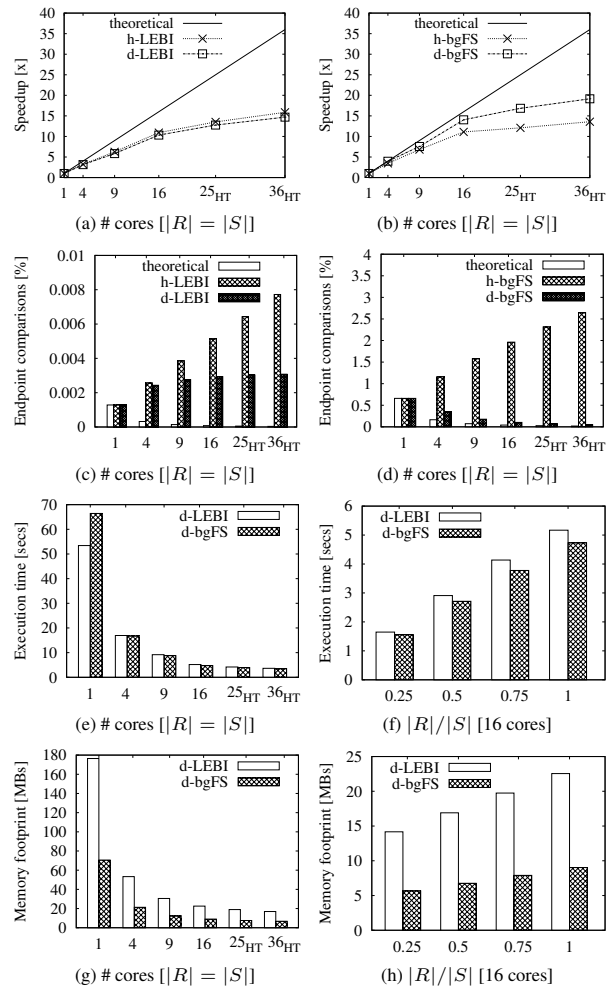 theoretical
h-LEBI
d-LEBI
Speedup [x]
40
35
30
25
20
15
10
5
0
1 4 9 16 25HT 36HT
(a) # cores [|R| = |S|]
theoretical
h-bgFS
d-bgFS
Speedup [x]
40
35
30
25
20
15
10
5
0
1 4 9 16 25HT 36HT
(b) # cores [|R| = |S|]
theoretical
h-LEBI
d-LEBI
Endpoint comparisons [%]
0.01
0.008
0.006
0.004
0.002
0
1 4 9 16 25HT 36HT
(c) # cores [|R| = |S|]
theoretical
h-bgFS
d-bgFS
Endpoint comparisons [%]
4
3.5
3
2.5
2
1.5
1
0.5
0
1 4 9 16 25HT 36HT
(d) # cores [|R| = |S|]
d-LEBI
d-bgFS
Execution time [secs]
70
60
50
40
30
20
10
0
1 4 9 16 25HT 36HT
(e) # cores [|R| = |S|]
d-LEBI
d-bgFS
Execution time [secs]
6
5
4
3
2
1
0
0.25 0.5 0.75 1
(f) |R|/|S| [16 cores]
d-LEBI
d-bgFS
Memory footprint [MBs]
180
160
140
120
100
80
60
40
20
0
1 4 9 16 25HT 36HT
(g) # cores [|R| = |S|]
d-LEBI
d-bgFS
Memory footprint [MBs]
25
20
15
10
5
0
0.25 0.5 0.75 1
(h) |R|/|S| [16 cores]